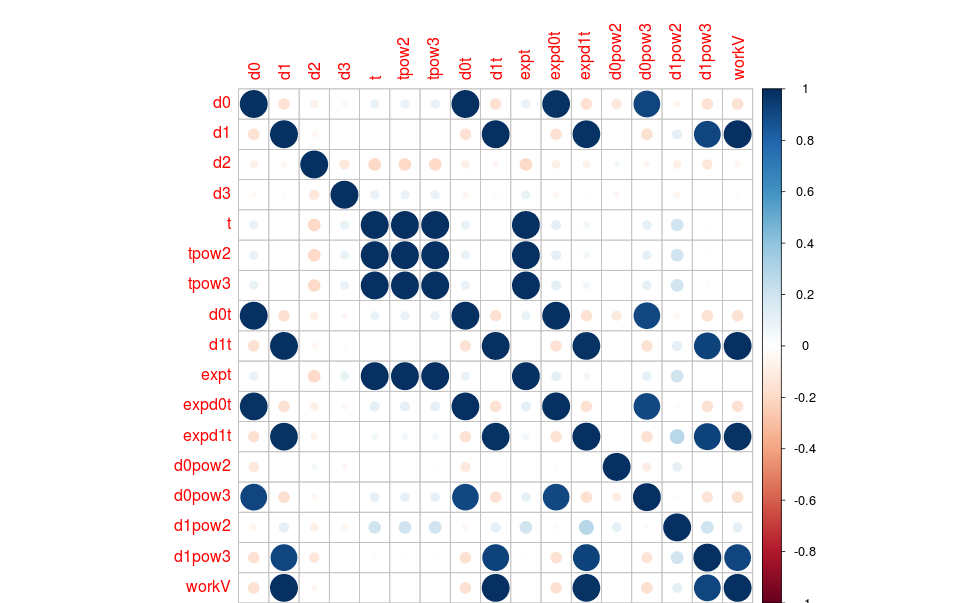 d0 d1 d2 d3 t tpow2 tpow3 d0t d1t expt expd0t expd1t d0pow2 d0pow3 d1pow2 d1pow3 workV
d0
d1
d2
d3
t
tpow2
tpow3
d0t
d1t
expt
expd0t
expd1t
d0pow2
d0pow3
d1pow2
d1pow3
workV
1
0.8
0.6
0.4
0.2
0
-0.2
-0.4
-0.6
-0.8
-1